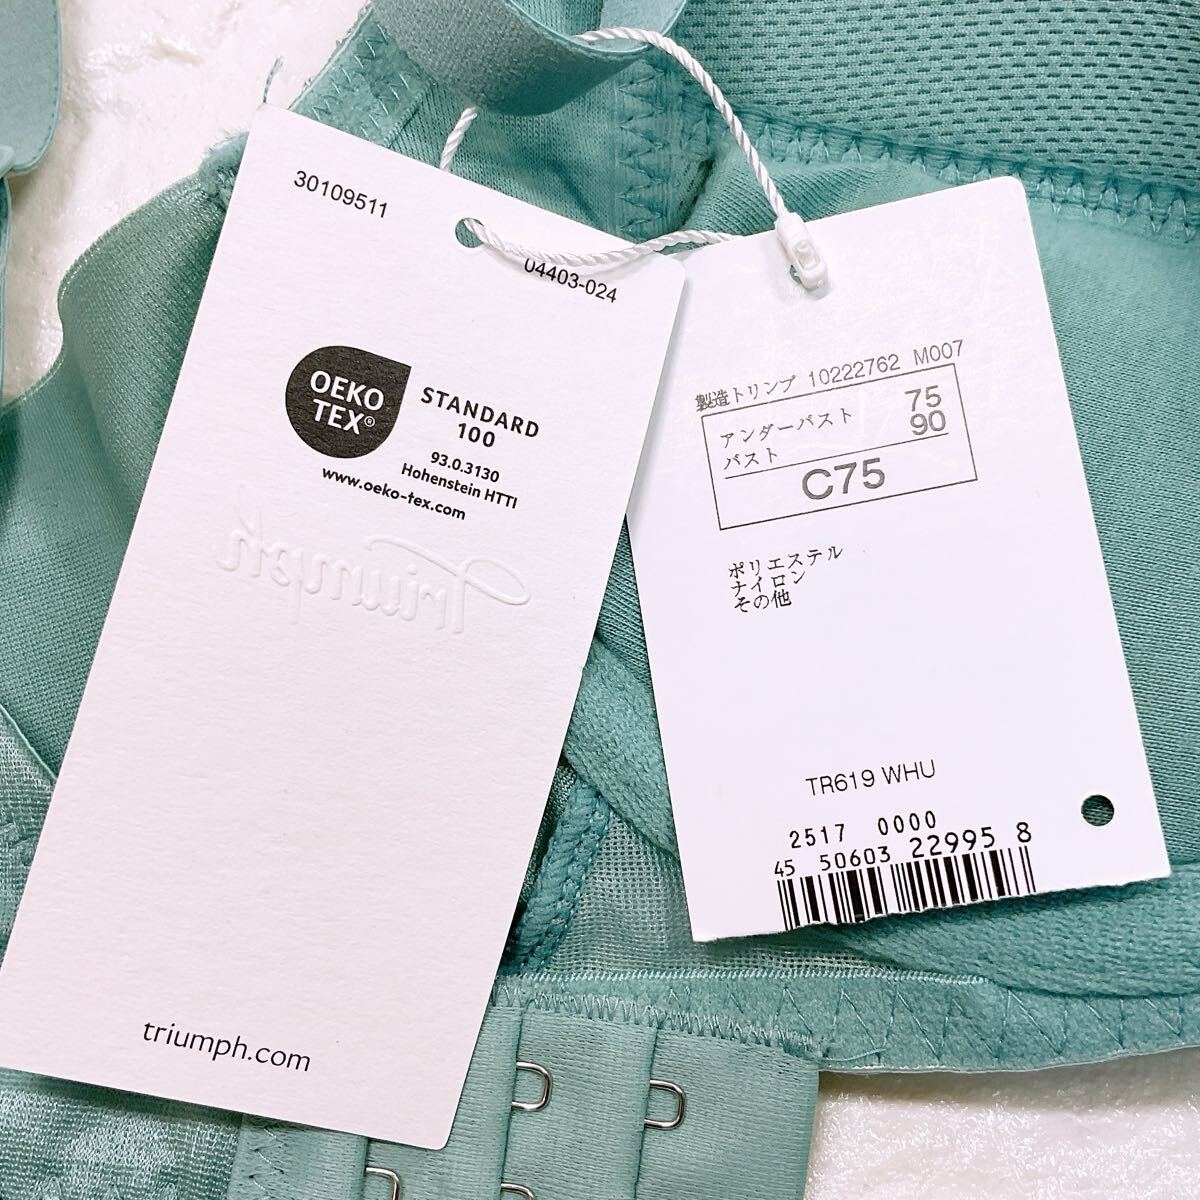 30109511
04403-024
OEKO
TEX®
STANDARD
100
93.0.3130
Hohenstein HTTI
www.oeko-tex.com
Triumph
triumph.com
製造トリンプ 10222762 M007
アンダーバスト 75
バスト 90
C75
ポリエステル
ナイロン
その他
TR619 WHU
2517 0000
45 50603 22995 8